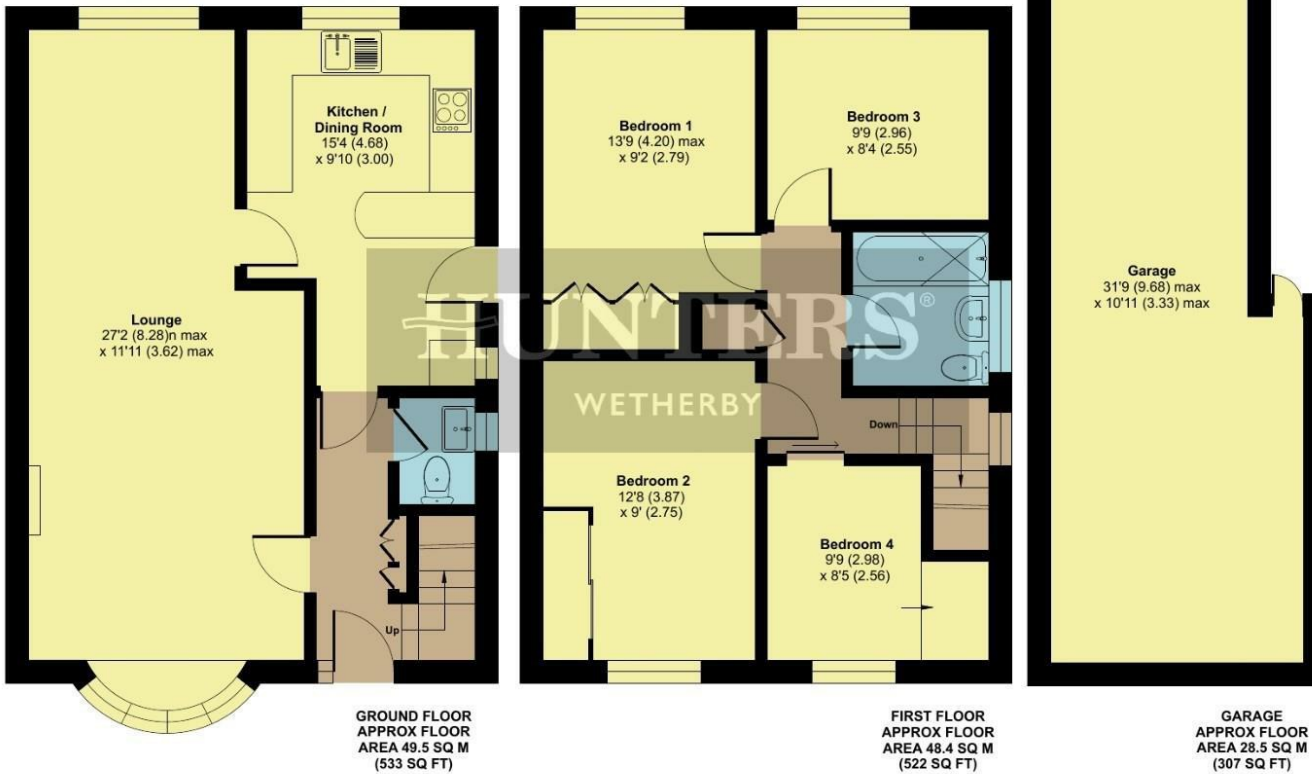 Kitchen /
Dining Room
15'4 (4.68)
x 9'10 (3.00)
Lounge
27'2 (8.28)n max
x 11'11 (3.62) max
Up
GROUND FLOOR
APPROX FLOOR
AREA 49.5 SQ M
(533 SQ FT)
Bedroom 1
13'9 (4.20) max
x 9'2 (2.79)
Bedroom 3
9'9 (2.96)
x 8'4 (2.55)
HUNTERS®
WETHERBY
Down
Bedroom 2
12'8 (3.87)
x 9' (2.75)
Bedroom 4
9'9 (2.98)
x 8'5 (2.56)
FIRST FLOOR
APPROX FLOOR
AREA 48.4 SQ M
(522 SQ FT)
Garage
31'9 (9.68) max
x 10'11 (3.33) max
GARAGE
APPROX FLOOR
AREA 28.5 SQ M
(307 SQ FT)